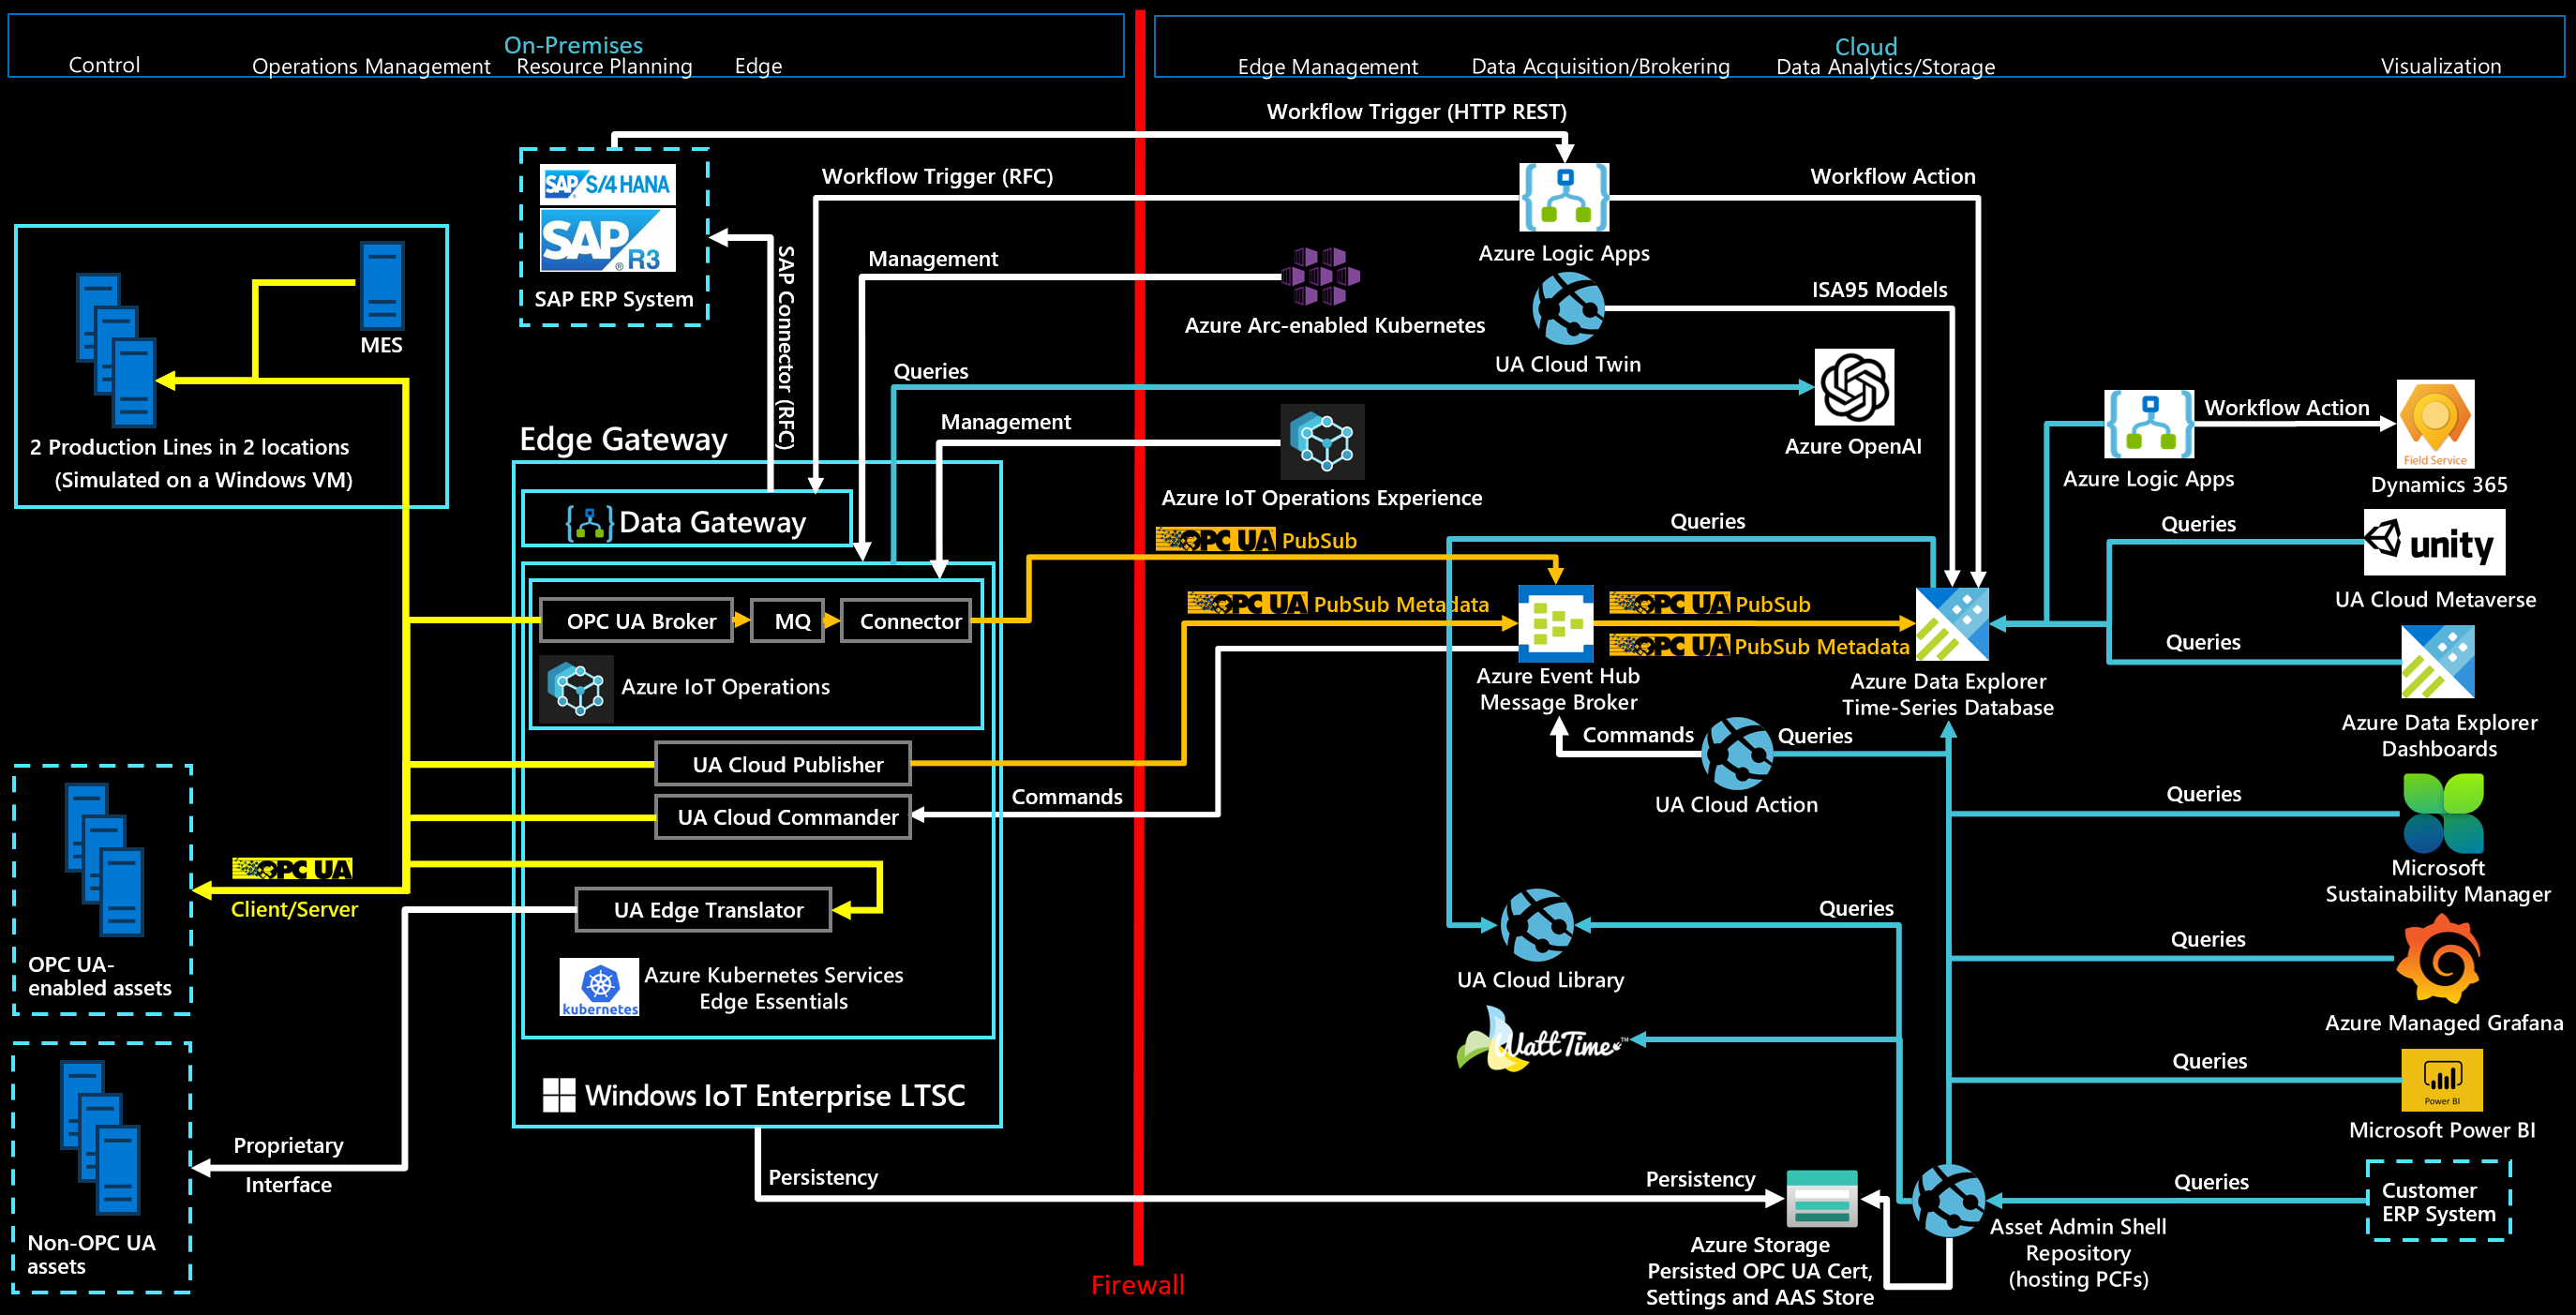 On-Premises
Control
Operations Management
Resource Planning
Edge
Cloud
Edge Management
Data Acquisition/Brokering
Data Analytics/Storage
Visualization
Workflow Trigger (HTTP REST)
SAP S/4HANA
SAP
® R3
SAP ERP System
Workflow Trigger (RFC)
Workflow Action
Azure Logic Apps
SAP Connector (RFC)
Management
Azure Arc-enabled Kubernetes
ISA95 Models
UA Cloud Twin
MES
2 Production Lines in 2 locations
(Simulated on a Windows VM)
Queries
Azure OpenAI
Management
Azure IoT Operations Experience
Azure Logic Apps
Workflow Action
Field Service
Dynamics 365
Edge Gateway
Data Gateway
OPC UA PubSub
Queries
Queries
unity
UA Cloud Metaverse
OPC UA Broker
MQ
Connector
Azure IoT Operations
OPC UA PubSub Metadata
OPC UA PubSub
OPC UA PubSub Metadata
Azure Event Hub
Message Broker
Azure Data Explorer
Time-Series Database
Queries
Azure Data Explorer
Dashboards
UA Cloud Publisher
UA Cloud Commander
Commands
Commands
Queries
UA Cloud Action
Queries
Microsoft
Sustainability Manager
OPC UA
Client/Server
UA Edge Translator
OPC UA-
enabled assets
Azure Kubernetes Services
Edge Essentials
kubernetes
Queries
UA Cloud Library
WattTime™
Queries
Azure Managed Grafana
Windows IoT Enterprise LTSC
Queries
Power BI
Microsoft Power BI
Proprietary
Interface
Non-OPC UA
assets
Persistency
Persistency
Azure Storage
Persisted OPC UA Cert,
Settings and AAS Store
Asset Admin Shell
Repository
(hosting PCFs)
Queries
Customer
ERP System
Firewall